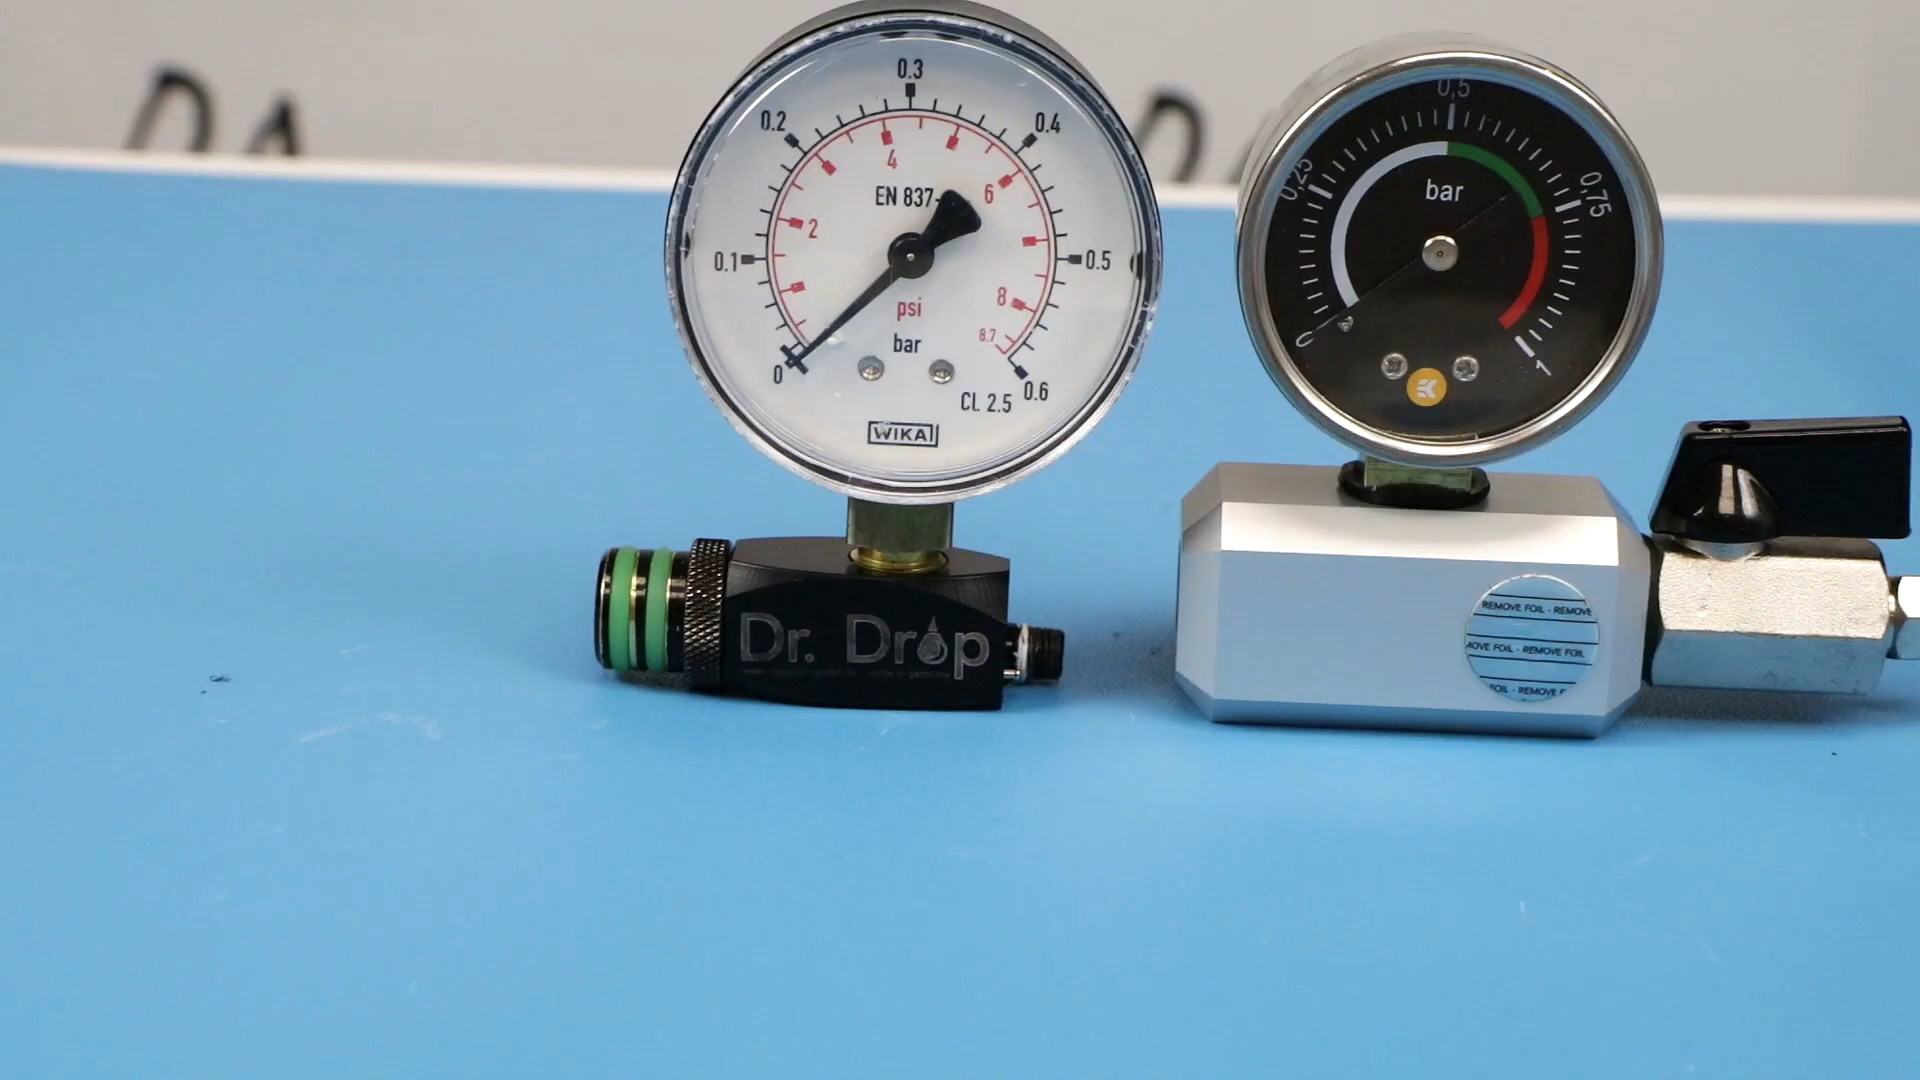 0.3
0.2
0.4
4
EN 837-
6
2
0.1
0.5
psi
8
8.7
bar
0
0.6
CL 2.5
WIKA
Dr. Drop
0,5
0,25
0,75
bar
0
1
REMOVE FOIL - REMOVE
MOVE FOIL - REMOVE FOIL
FOIL - REMOVE F